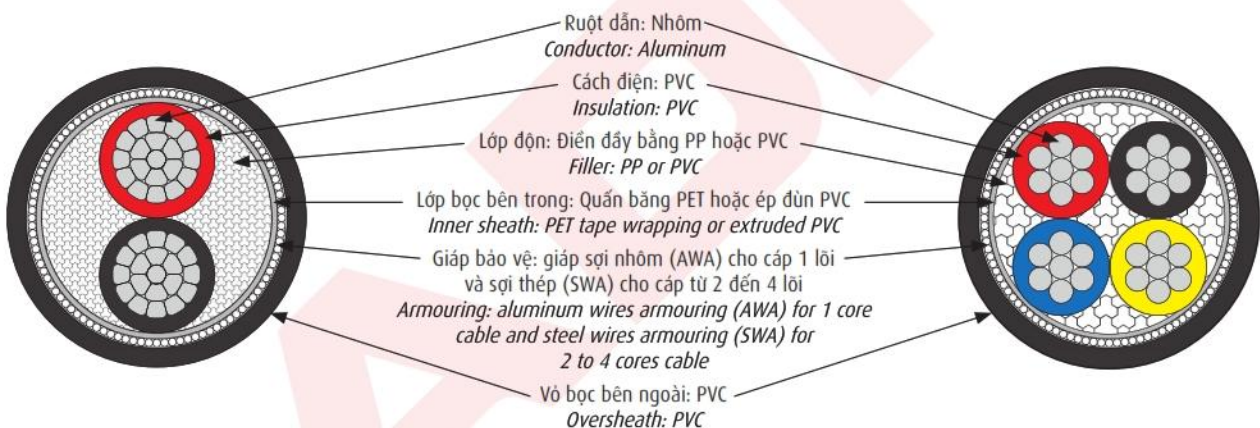 Ruột dẫn: Nhôm
Conductor: Aluminum
Cách điện: PVC
Insulation: PVC
Lớp độn: Điền đầy bằng PP hoặc PVC
Filler: PP or PVC
Lớp bọc bên trong: Quấn băng PET hoặc ép đùn PVC
Inner sheath: PET tape wrapping or extruded PVC
Giáp bảo vệ: giáp sợi nhôm (AWA) cho cáp 1 lõi
và sợi thép (SWA) cho cáp từ 2 đến 4 lõi
Armouring: aluminum wires armouring (AWA) for 1 core
cable and steel wires armouring (SWA) for
2 to 4 cores cable
Vỏ bọc bên ngoài: PVC
Oversheath: PVC